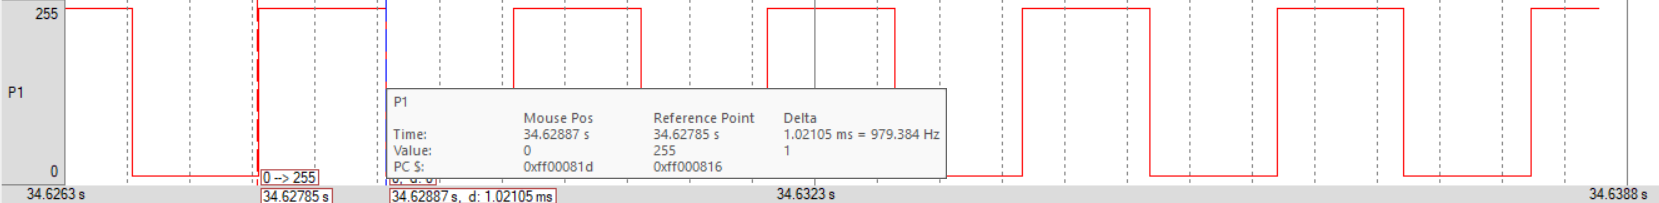 255
P1
0
P1
Mouse Pos Reference Point Delta
Time: 34.62887 s 34.62785 s 1.02105 ms = 979.384 Hz
Value: 0 255 1
PC $: 0xff00081d 0xff000816
0 --> 255
34.6263 s 34.62785 s 34.62887 s, d: 1.02105 ms 34.6323 s 34.6388 s